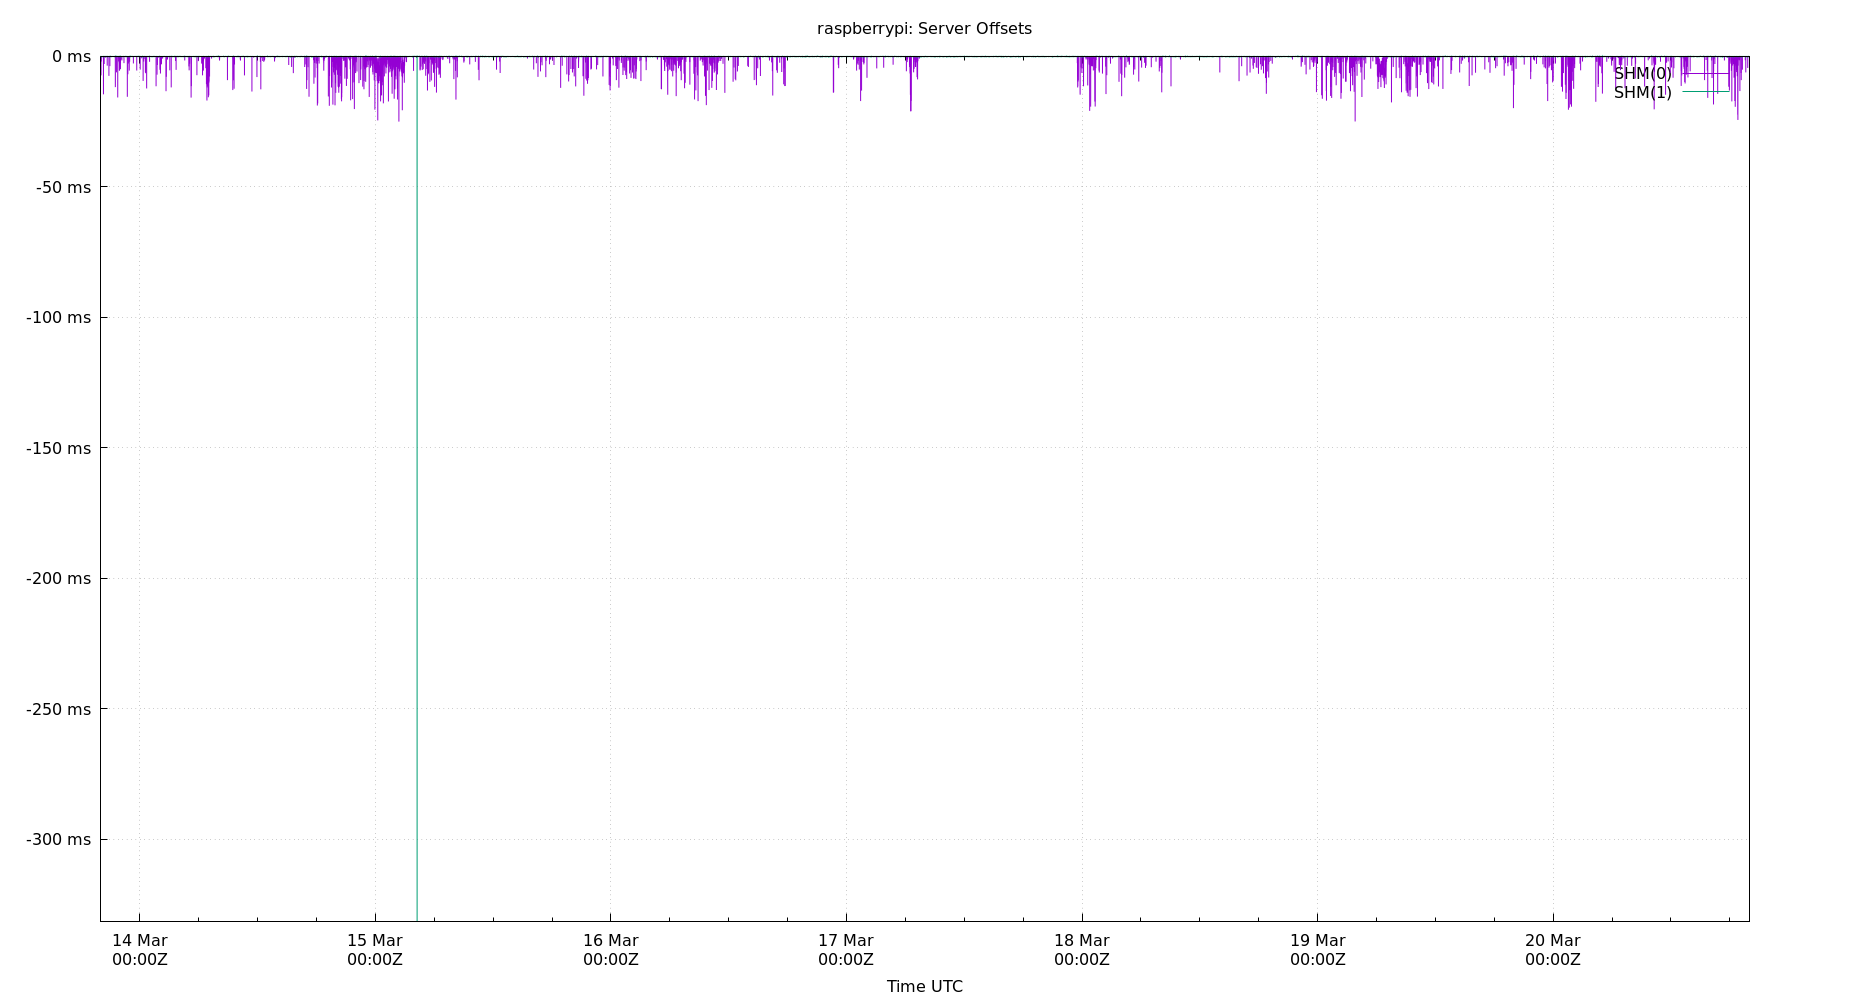 raspberrypi: Server Offsets
0 ms
SHM(0)
SHM(1)
-50 ms
-100 ms
-150 ms
-200 ms
-250 ms
-300 ms
14 Mar 15 Mar 16 Mar 17 Mar 18 Mar 19 Mar 20 Mar
00:00Z 00:00Z 00:00Z 00:00Z 00:00Z 00:00Z 00:00Z
Time UTC